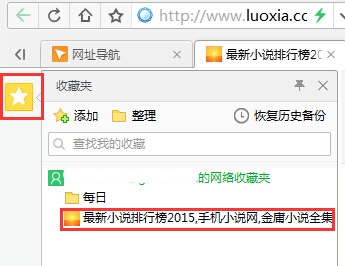 http://www.luoxia.cc
网址导航
最新小说排行榜20
收藏夹
添加
整理
恢复历史备份
查找我的收藏
的网络收藏夹
每日
最新小说排行榜2015,手机小说网,金庸小说全集